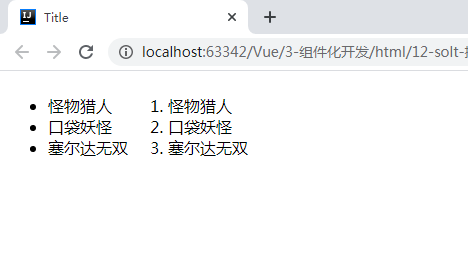 Title
localhost:63342/Vue/3-组件化开发/html/12-solt-
• 怪物猎人 1. 怪物猎人
• 口袋妖怪 2. 口袋妖怪
• 塞尔达无双 3. 塞尔达无双